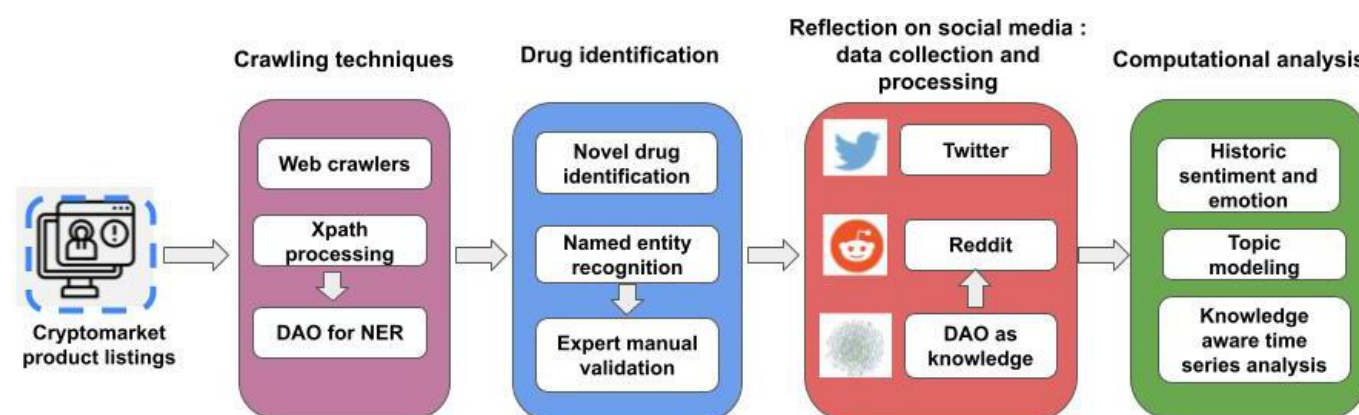 Cryptomarket
product listings
Crawling techniques
Web crawlers
Xpath
processing
DAO for NER
Drug identification
Novel drug
identification
Named entity
recognition
Expert manual
validation
Reflection on social media :
data collection and
processing
Twitter
Reddit
DAO as
knowledge
Computational analysis
Historic
sentiment and
emotion
Topic
modeling
Knowledge
aware time
series analysis